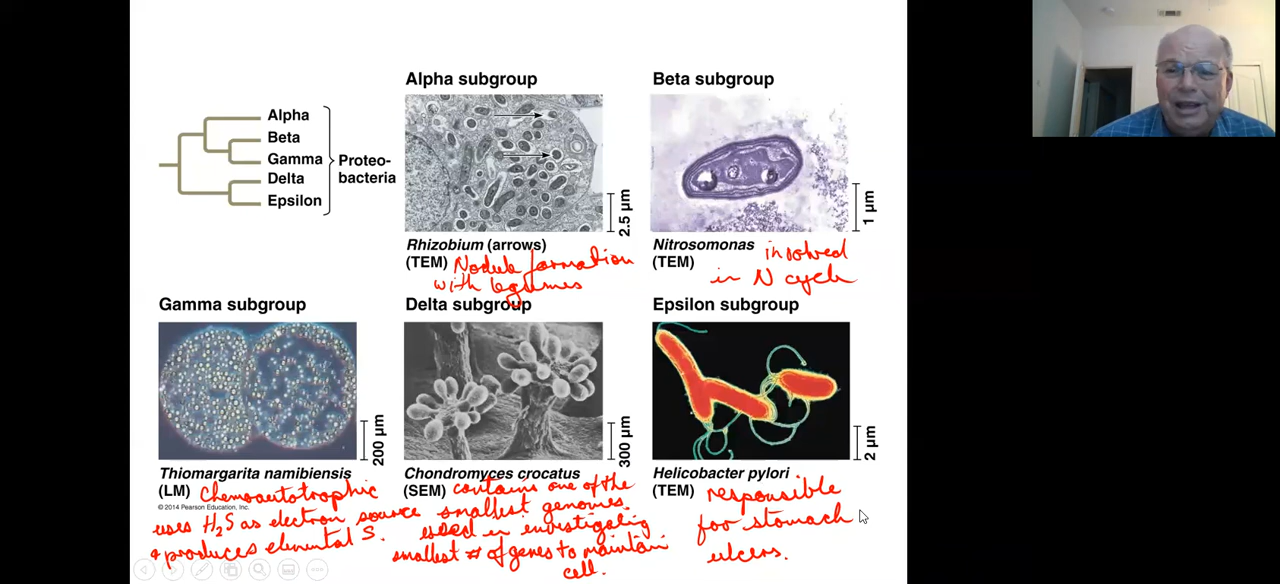 Alpha
Beta
Gamma
Delta
Epsilon
Proteo-
bacteria
Alpha subgroup
2.5 µm
Rhizobium (arrows)
(TEM) Nodule formation
with legumes
Beta subgroup
1 µm
Nitrosomonas involved
(TEM) in N cycle
Gamma subgroup
200 µm
Thiomargarita namibiensis
(LM) Chemoautotrophic
© 2014 Pearson Education, Inc.
uses H₂S as electron source
+ produces elemental S.
Delta subgroup
300 µm
Chondromyces crocatus
(SEM) contains one of the
smallest genomes.
used in investigating
smallest # of genes to maintain
cell.
Epsilon subgroup
2 µm
Helicobacter pylori
(TEM) responsible
for stomach
ulcers.